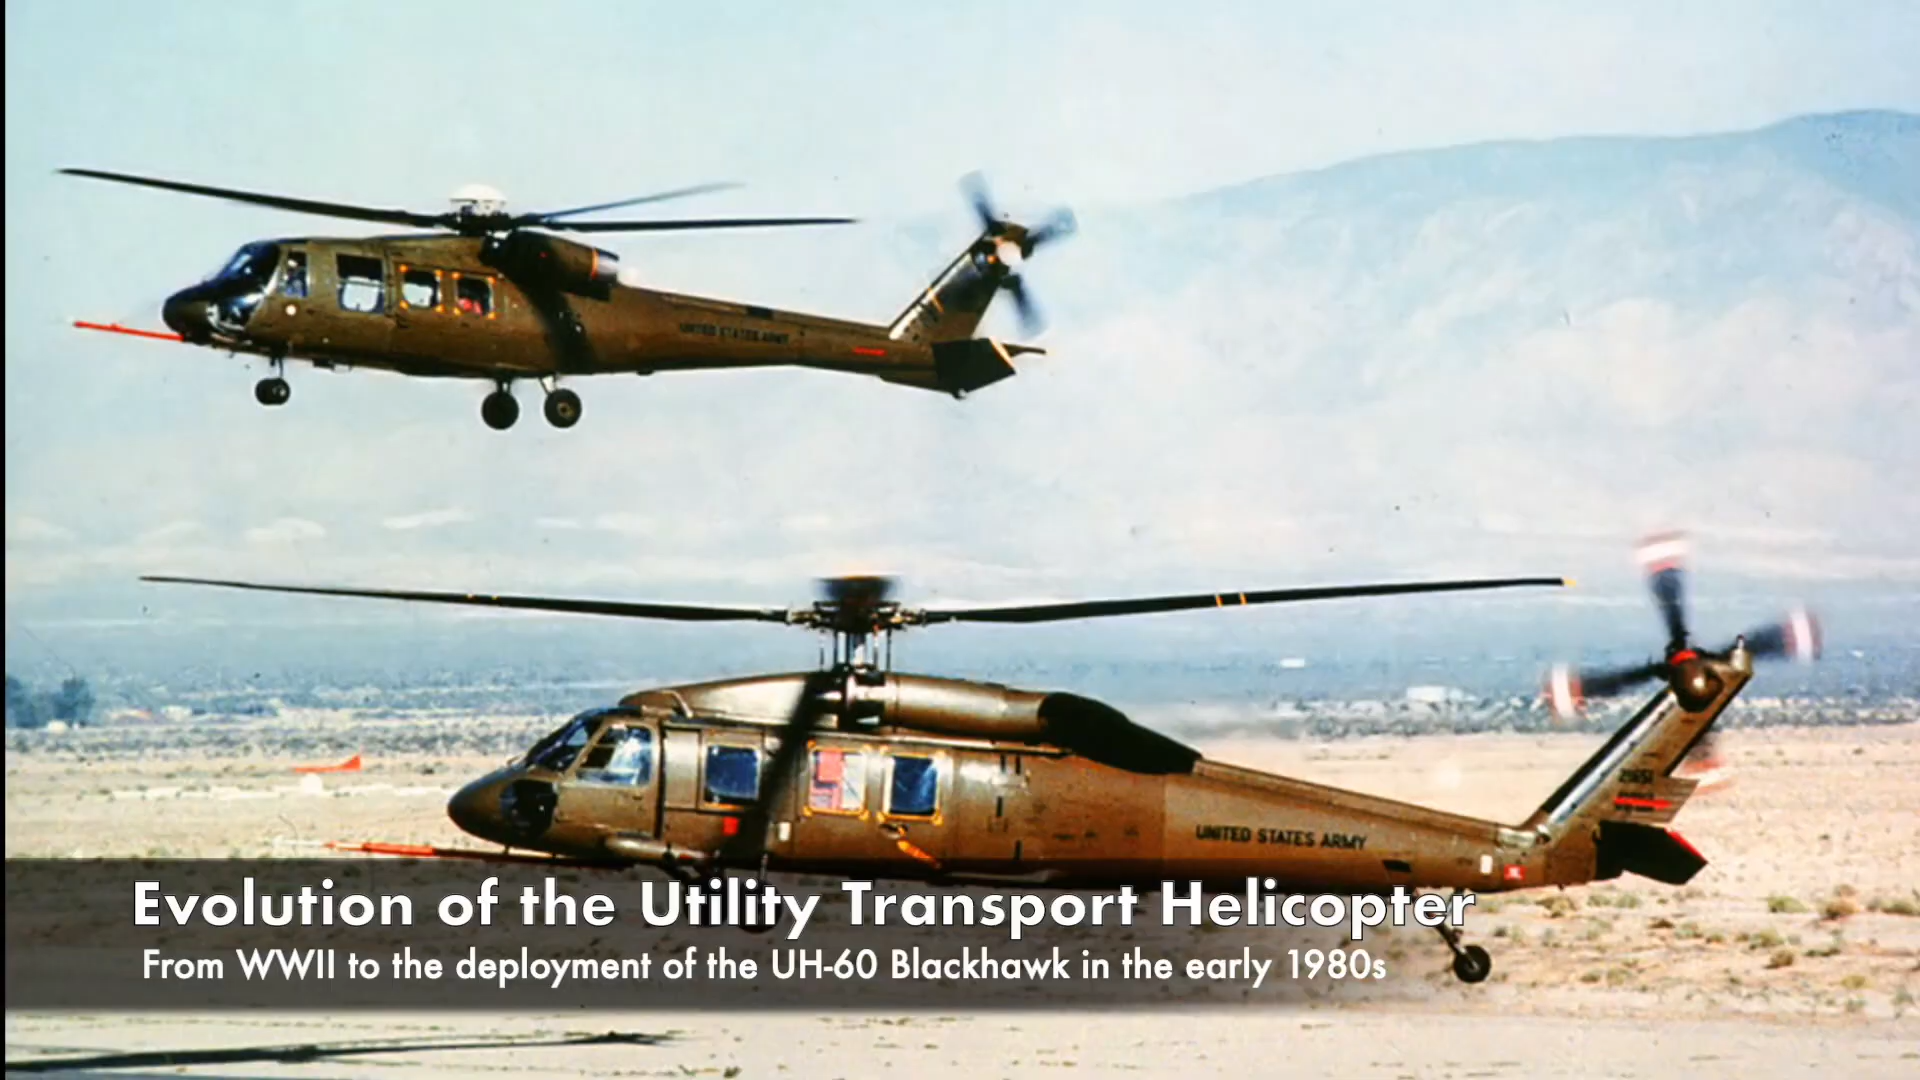 UNITED STATES ARMY
UNITED STATES ARMY
21651
Evolution of the Utility Transport Helicopter
From WWII to the deployment of the UH-60 Blackhawk in the early 1980s